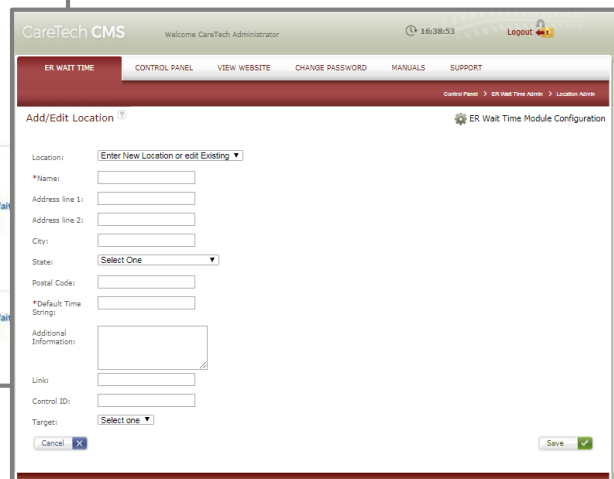 CareTech CMS Welcome CareTech Administrator 16:38:53 Logout
ER WAIT TIME CONTROL PANEL VIEW WEBSITE CHANGE PASSWORD MANUALS SUPPORT
Control Panel > ER Wait Time Admin > Location Admin
Add/Edit Location ER Wait Time Module Configuration
Location: Enter New Location or edit Existing ▼
*Name:
Address line 1:
Address line 2:
City:
State: Select One ▼
Postal Code:
*Default Time
String:
Additional
Information:
Link:
Control ID:
Target: Select one ▼
Cancel X Save